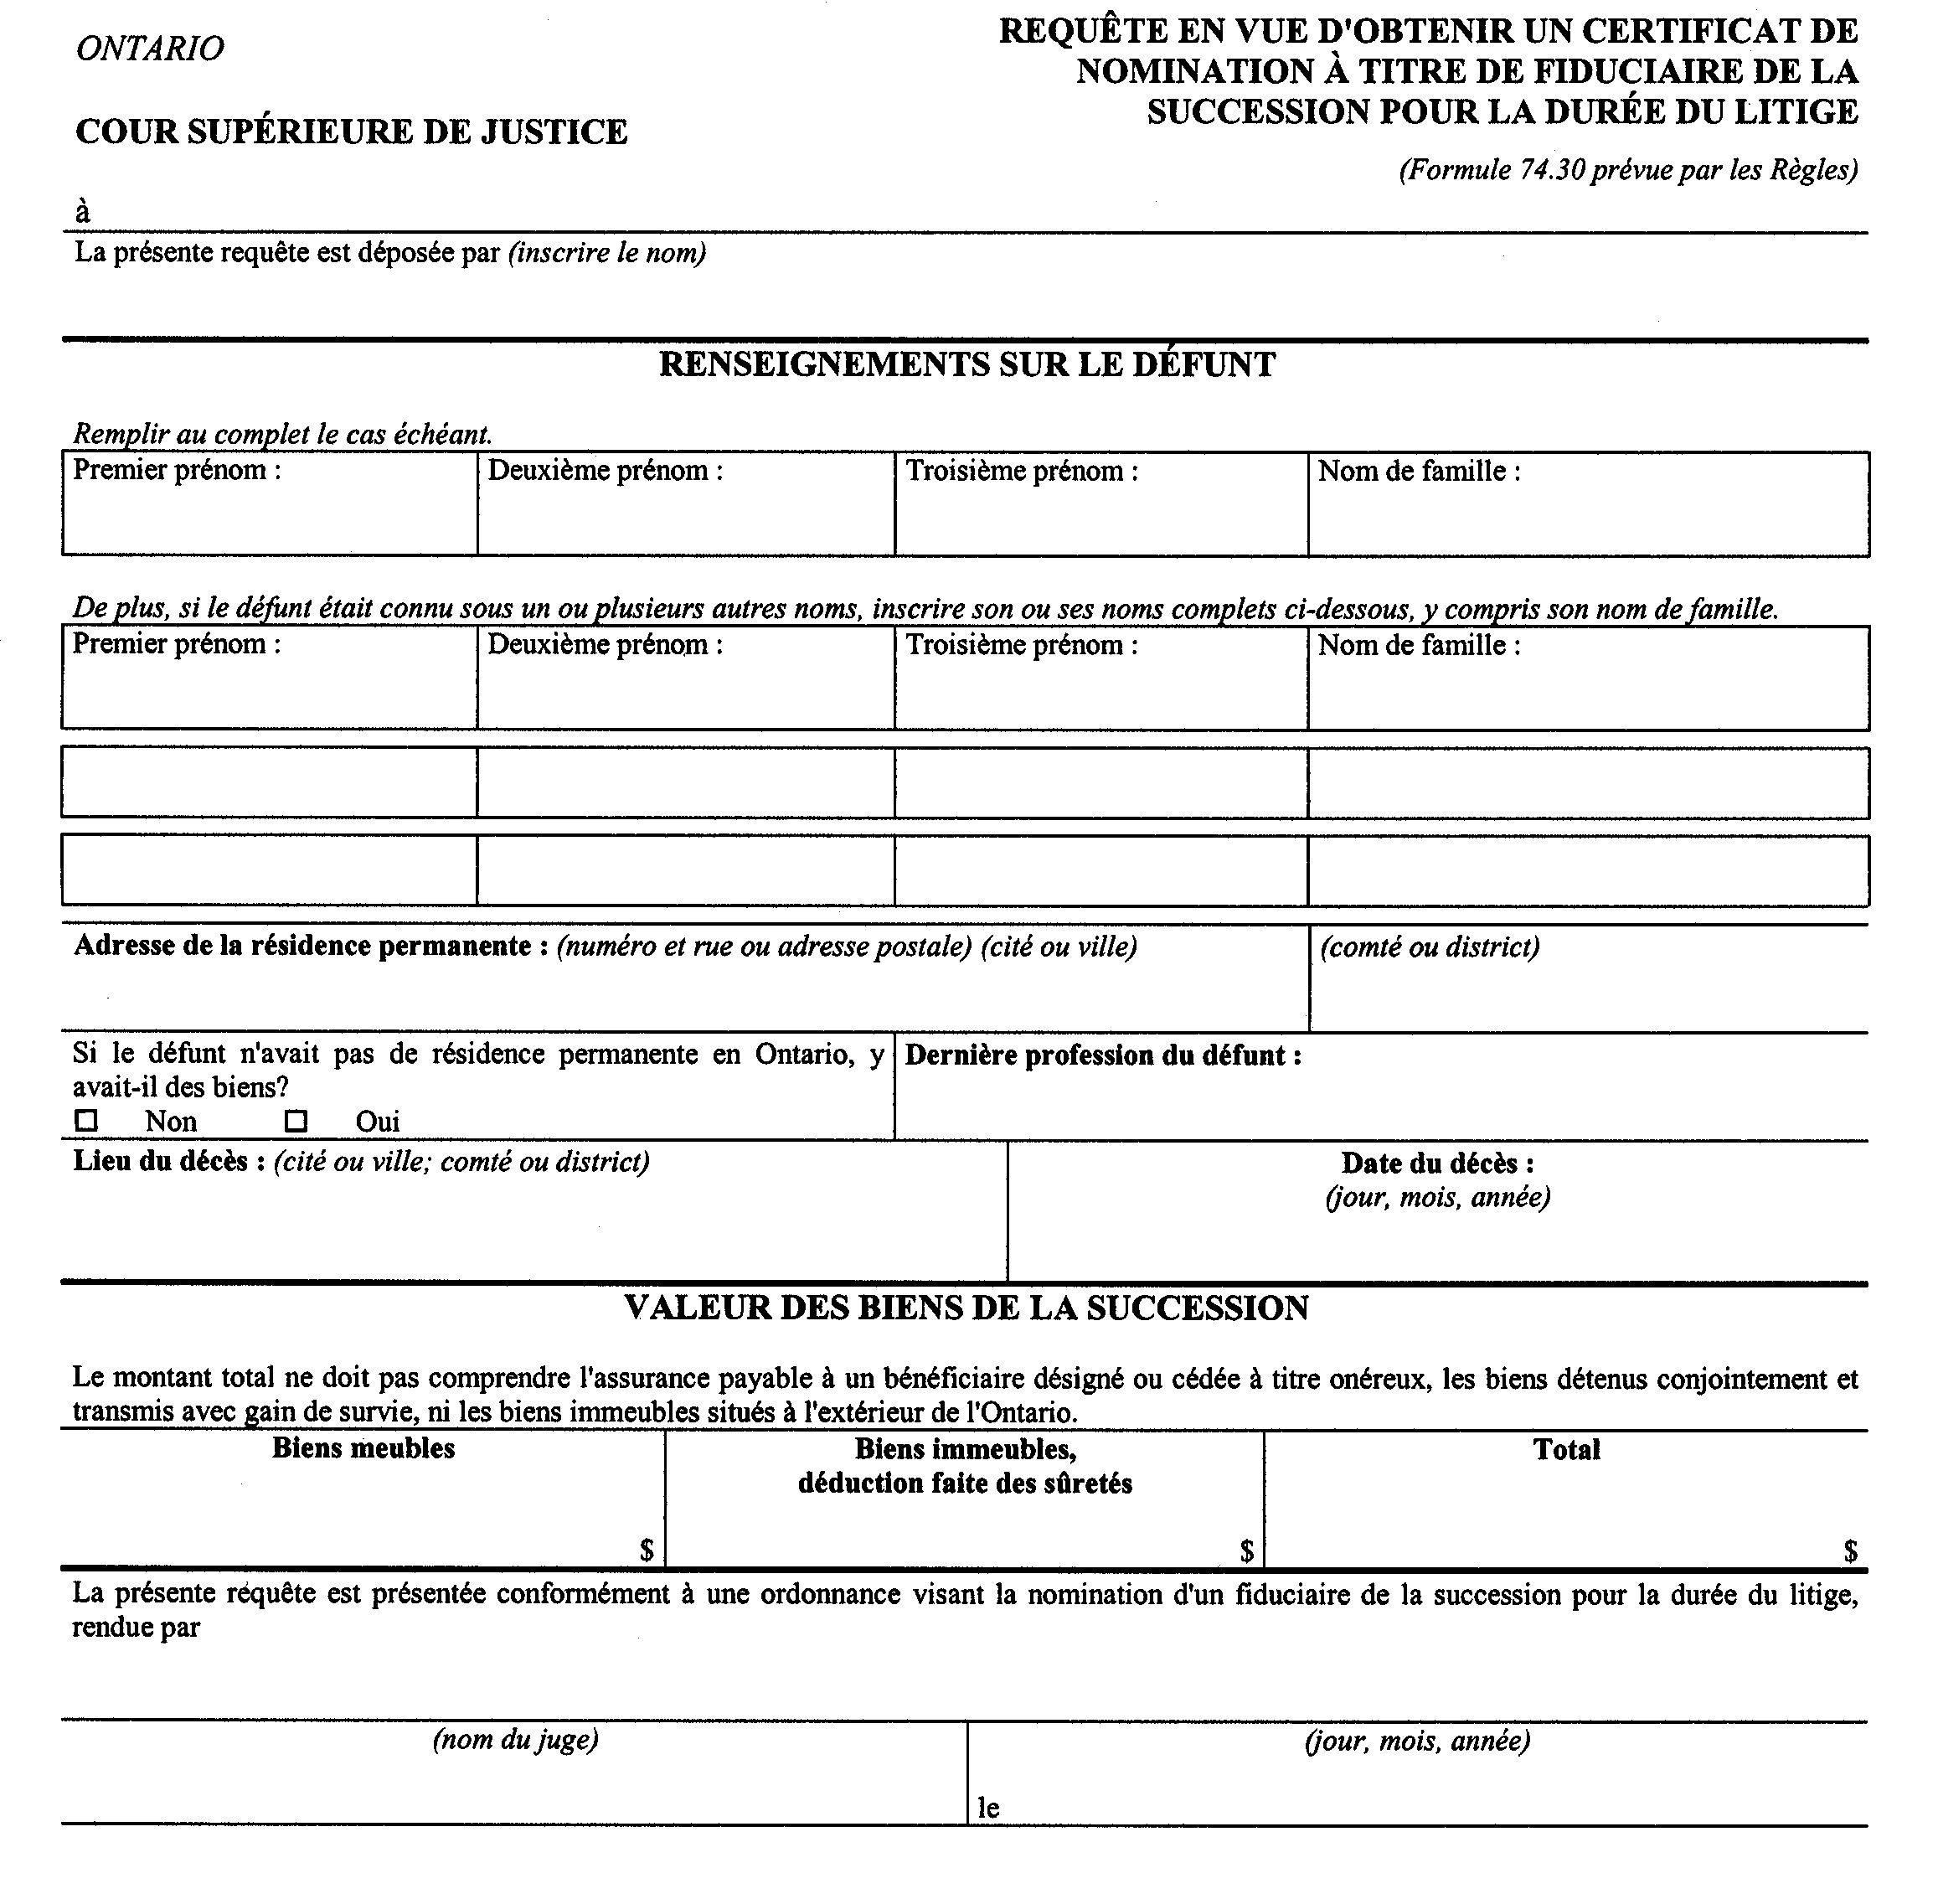 ONTARIO
REQUÊTE EN VUE D'OBTENIR UN CERTIFICAT DE
NOMINATION À TITRE DE FIDUCIAIRE DE LA
SUCCESSION POUR LA DURÉE DU LITIGE
COUR SUPÉRIEURE DE JUSTICE
(Formule 74.30 prévue par les Règles)
à
La présente requête est déposée par (inscrire le nom)
RENSEIGNEMENTS SUR LE DÉFUNT
Remplir au complet le cas échéant.
Premier prénom : Deuxième prénom : Troisième prénom : Nom de famille :
De plus, si le défunt était connu sous un ou plusieurs autres noms, inscrire son ou ses noms complets ci-dessous, y compris son nom de famille.
Premier prénom : Deuxième prénom : Troisième prénom : Nom de famille :
Adresse de la résidence permanente : (numéro et rue ou adresse postale) (cité ou ville) (comté ou district)
Si le défunt n'avait pas de résidence permanente en Ontario, y
avait-il des biens?
☐ Non ☐ Oui
Dernière profession du défunt :
Lieu du décès : (cité ou ville; comté ou district)
Date du décès :
(jour, mois, année)
VALEUR DES BIENS DE LA SUCCESSION
Le montant total ne doit pas comprendre l'assurance payable à un bénéficiaire désigné ou cédée à titre onéreux, les biens détenus conjointement et
transmis avec gain de survie, ni les biens immeubles situés à l'extérieur de l'Ontario.
Biens meubles
$
Biens immeubles,
déduction faite des sûretés
$
Total
$
La présente requête est présentée conformément à une ordonnance visant la nomination d'un fiduciaire de la succession pour la durée du litige,
rendue par
(nom du juge)
(jour, mois, année)
le